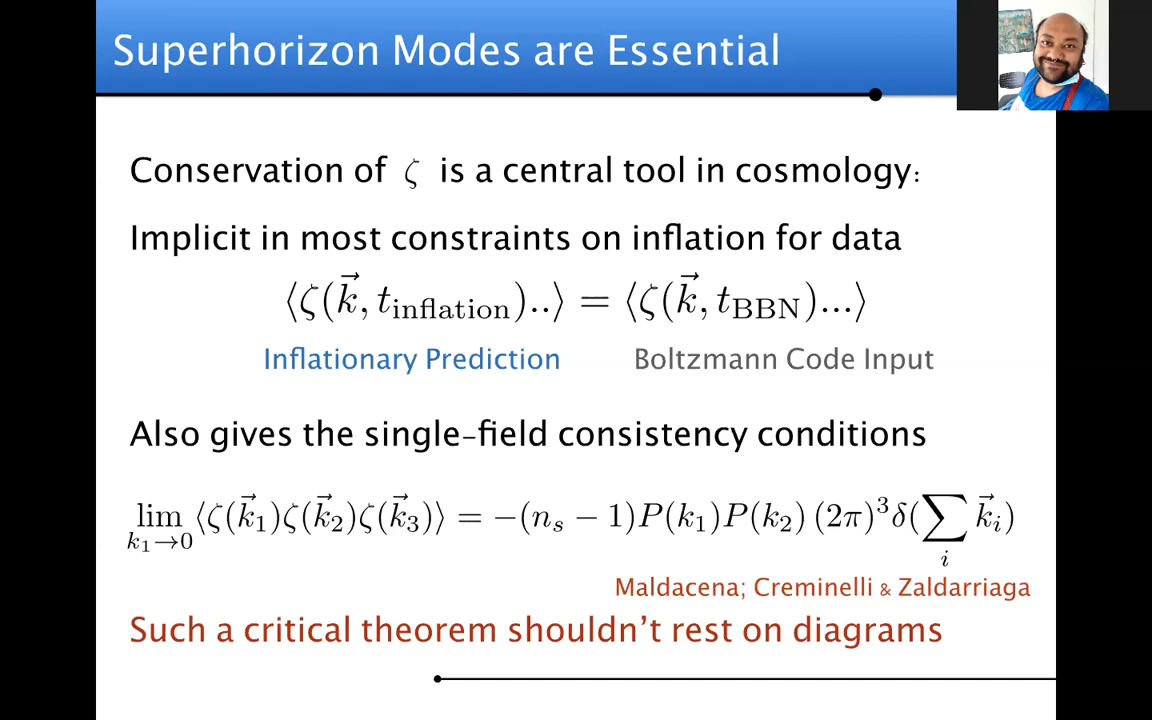 Superhorizon Modes are Essential
Conservation of ζ is a central tool in cosmology:
Implicit in most constraints on inflation for data
⟨ζ(k⃗, t_inflation)..⟩ = ⟨ζ(k⃗, t_BBN)...⟩
Inflationary Prediction Boltzmann Code Input
Also gives the single-field consistency conditions
lim_{k₁→0} ⟨ζ(k⃗₁)ζ(k⃗₂)ζ(k⃗₃)⟩ = −(n_s − 1)P(k₁)P(k₂) (2π)³δ(∑_i k⃗_i)
Maldacena; Creminelli & Zaldarriaga
Such a critical theorem shouldn't rest on diagrams